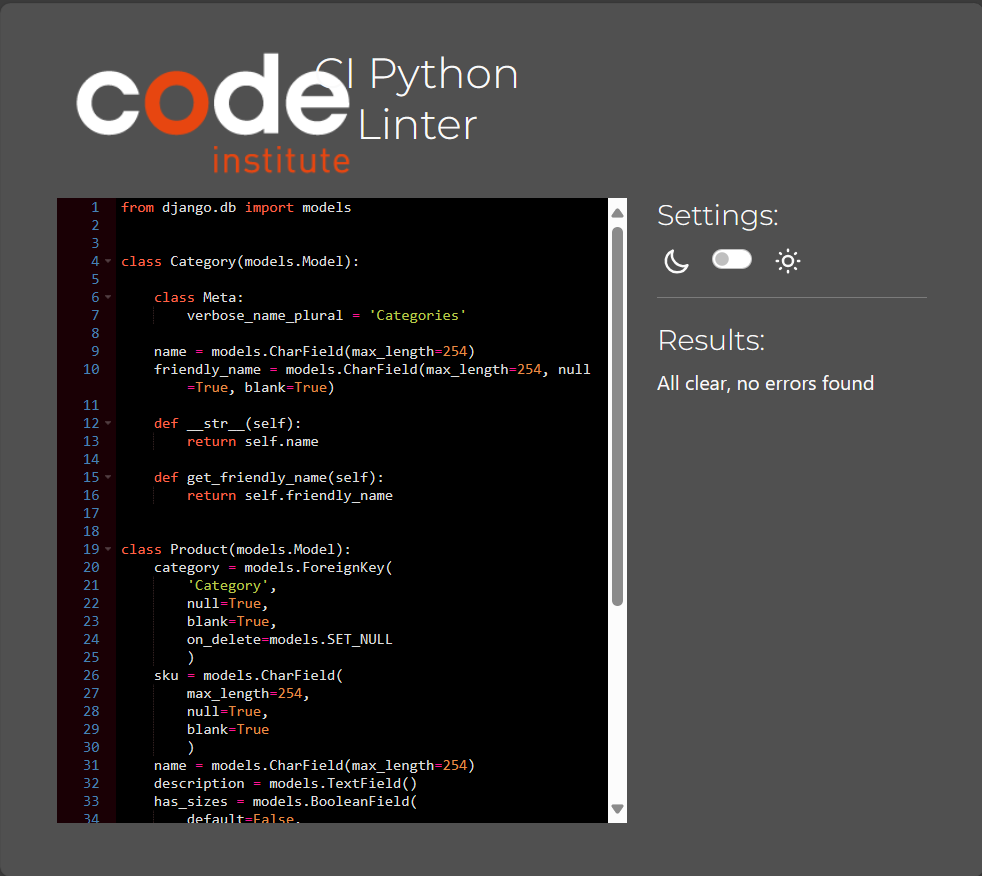 code
institute
CI Python
Linter
1 from django.db import models
2
3
4 class Category(models.Model):
5
6     class Meta:
7         verbose_name_plural = 'Categories'
8
9     name = models.CharField(max_length=254)
10     friendly_name = models.CharField(max_length=254, null
        =True, blank=True)
11
12     def __str__(self):
13         return self.name
14
15     def get_friendly_name(self):
16         return self.friendly_name
17
18
19 class Product(models.Model):
20     category = models.ForeignKey(
21         'Category',
22         null=True,
23         blank=True,
24         on_delete=models.SET_NULL
25         )
26     sku = models.CharField(
27         max_length=254,
28         null=True,
29         blank=True
30         )
31     name = models.CharField(max_length=254)
32     description = models.TextField()
33     has_sizes = models.BooleanField(
34         default=False,
Settings:
Results:
All clear, no errors found